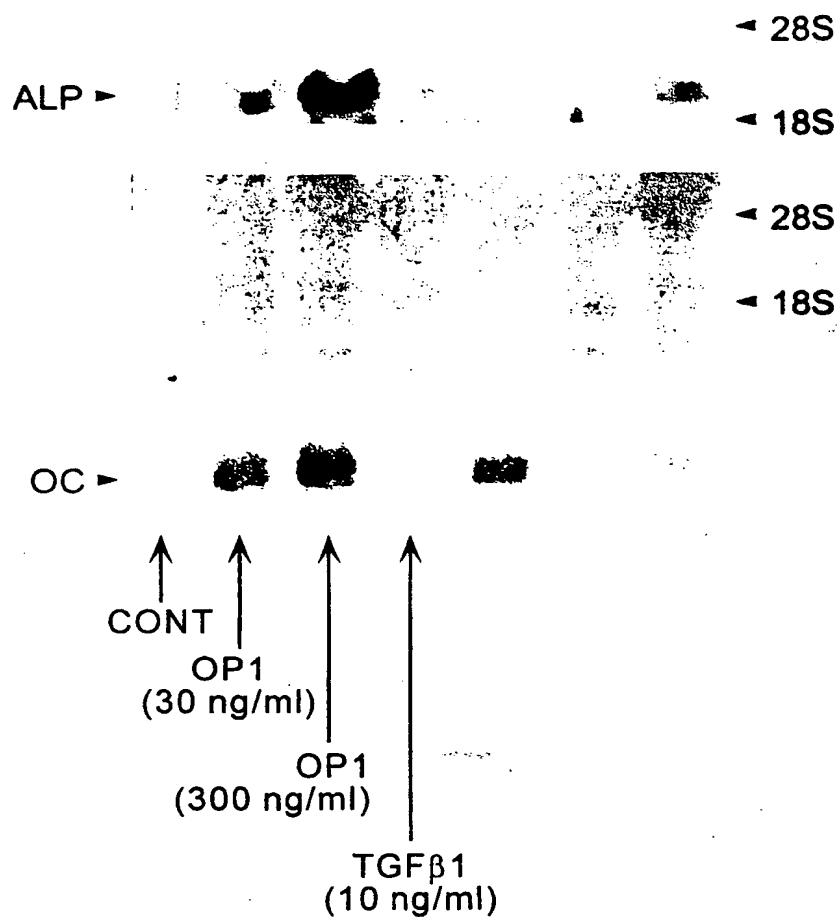 ◄ 28S
ALP ►
◄ 18S
◄ 28S
◄ 18S
OC ►
CONT
OP1
(30 ng/ml)
OP1
(300 ng/ml)
TGFβ1
(10 ng/ml)